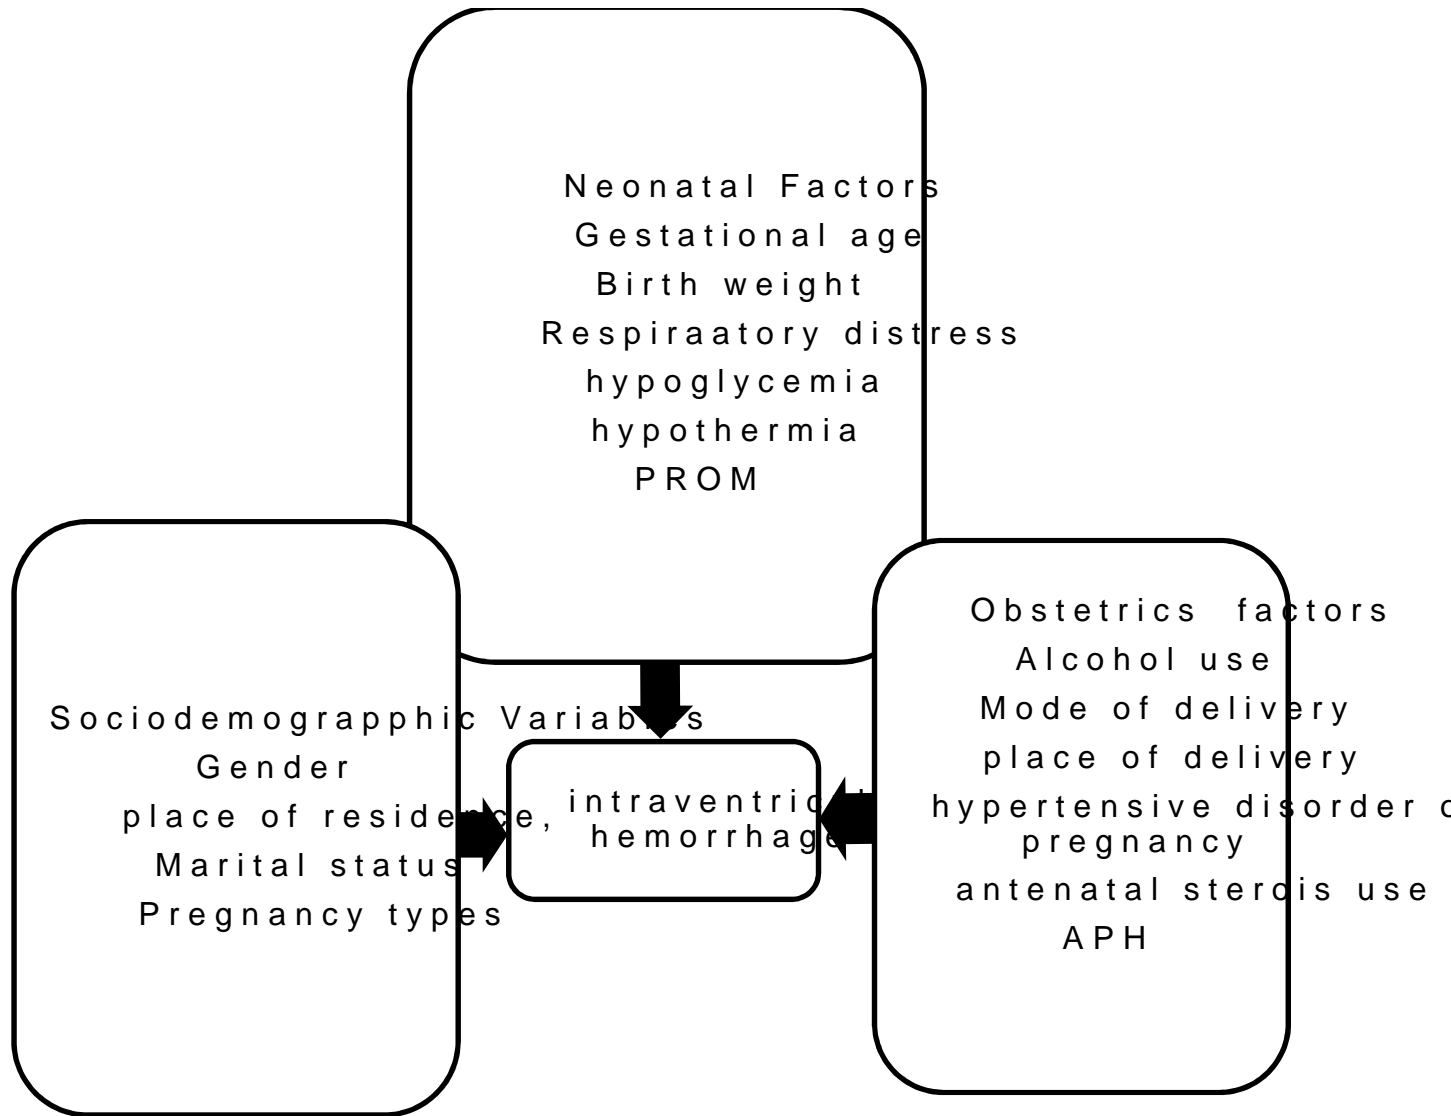 Neonatal Factors
Gestational age
Birth weight
Respiraatory distress
hypoglycemia
hypothermia
PROM
Sociodemograpphic Variables
Gender
place of residence,
Marital status
Pregnancy types
intraventric
hemorrhage
Obstetrics factors
Alcohol use
Mode of delivery
place of delivery
hypertensive disorder o
pregnancy
antenatal sterois use
APH